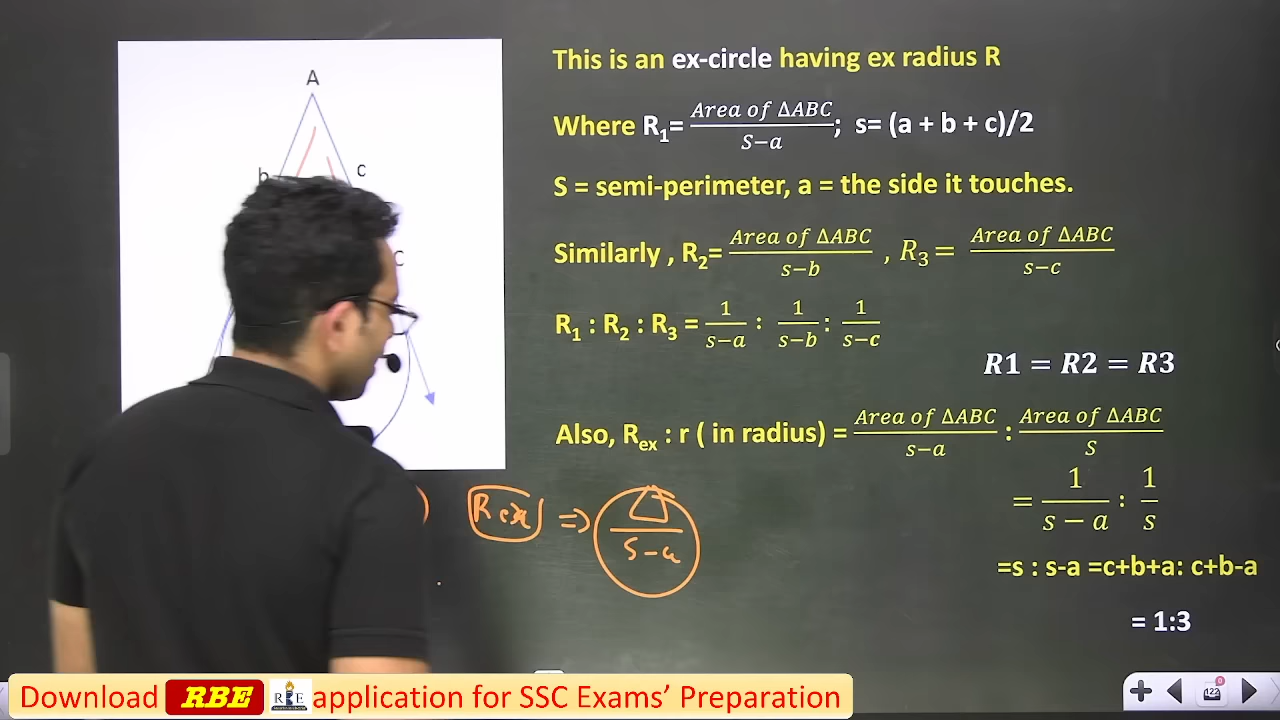 A
b
c
C
This is an ex-circle having ex radius R
Where R₁= Area of ΔABC / S−a ; s= (a + b + c)/2
S = semi-perimeter, a = the side it touches.
Similarly , R₂= Area of ΔABC / s−b , R₃ = Area of ΔABC / s−c
R₁ : R₂ : R₃ = 1/s−a : 1/s−b : 1/s−c
R1 = R2 = R3
Also, Rₑₓ : r ( in radius) = Area of ΔABC / s−a : Area of ΔABC / S
= 1/s − a : 1/s
=s : s-a =c+b+a: c+b-a
= 1:3
R ex ⇒ Δ / S−a
Download RBE RBE application for SSC Exams’ Preparation
123
0